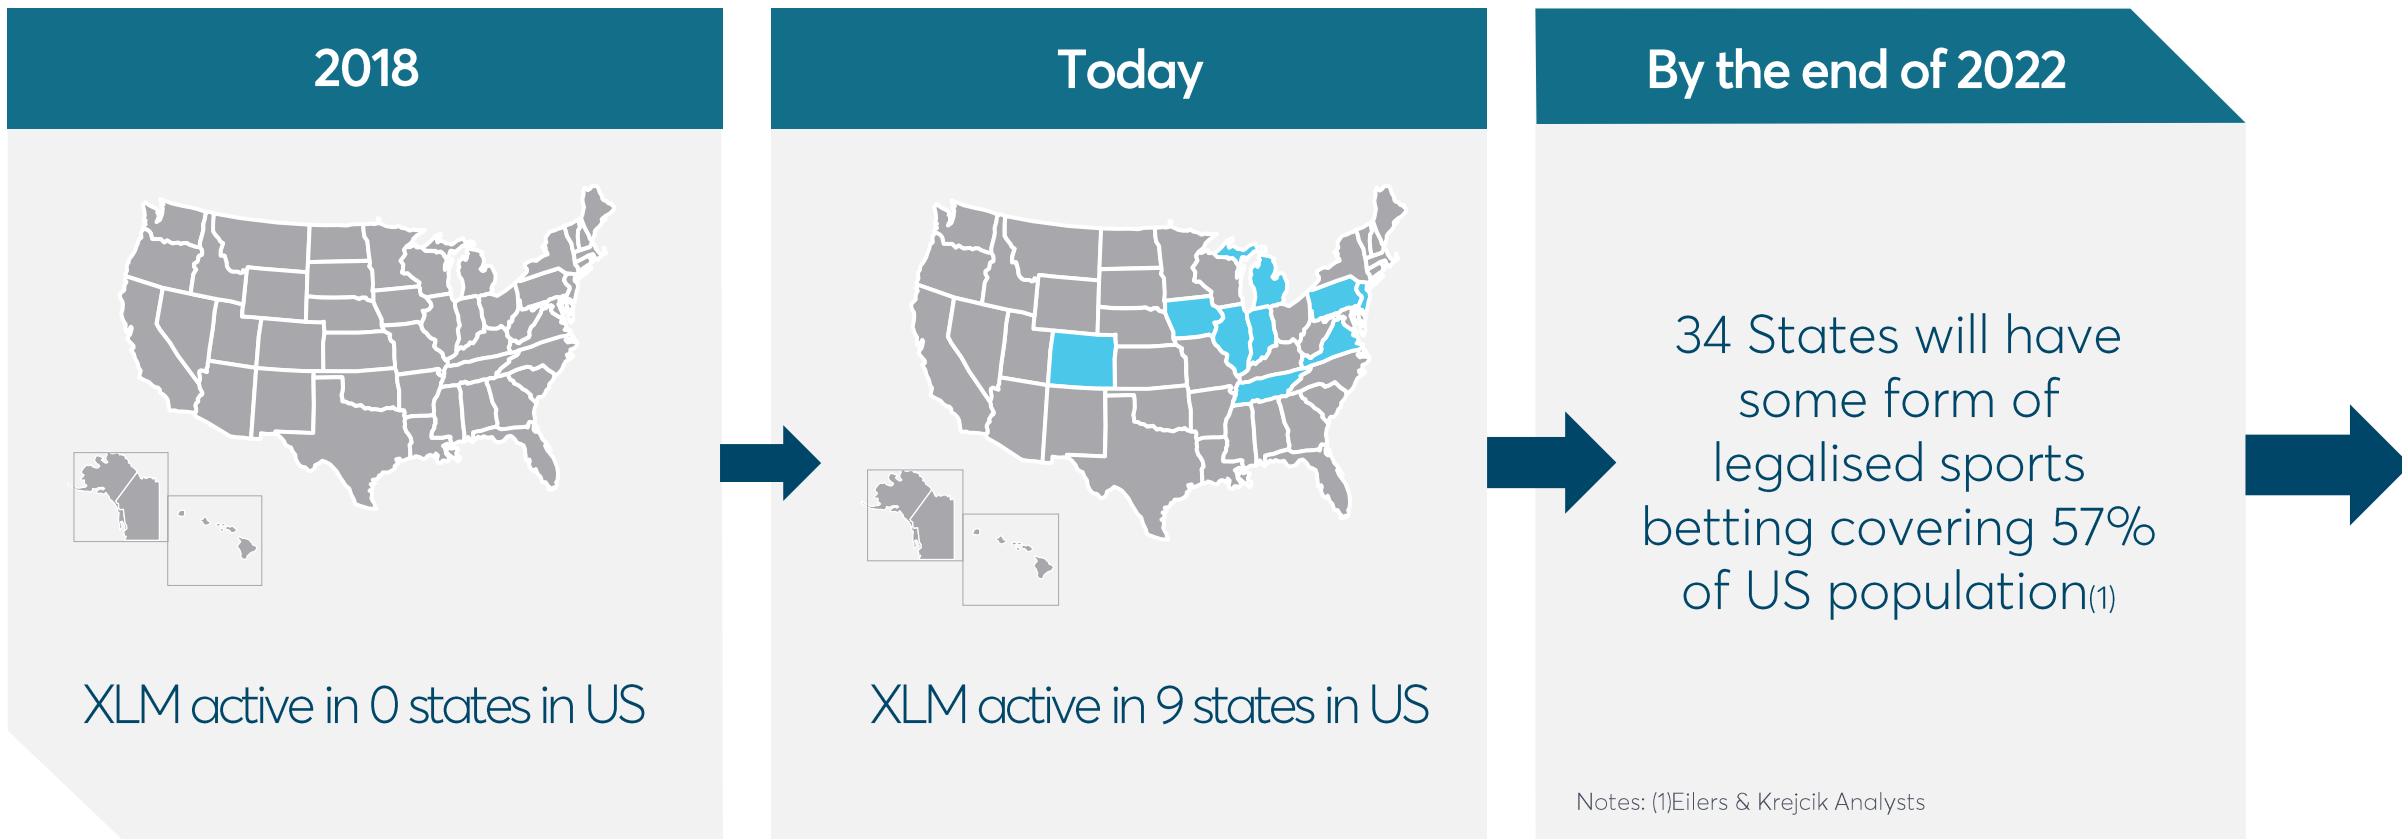 2018
XLM active in 0 states in US
Today
XLM active in 9 states in US
By the end of 2022
34 States will have
some form of
legalised sports
betting covering 57%
of US population(1)
Notes: (1)Eilers & Krejcik Analysts